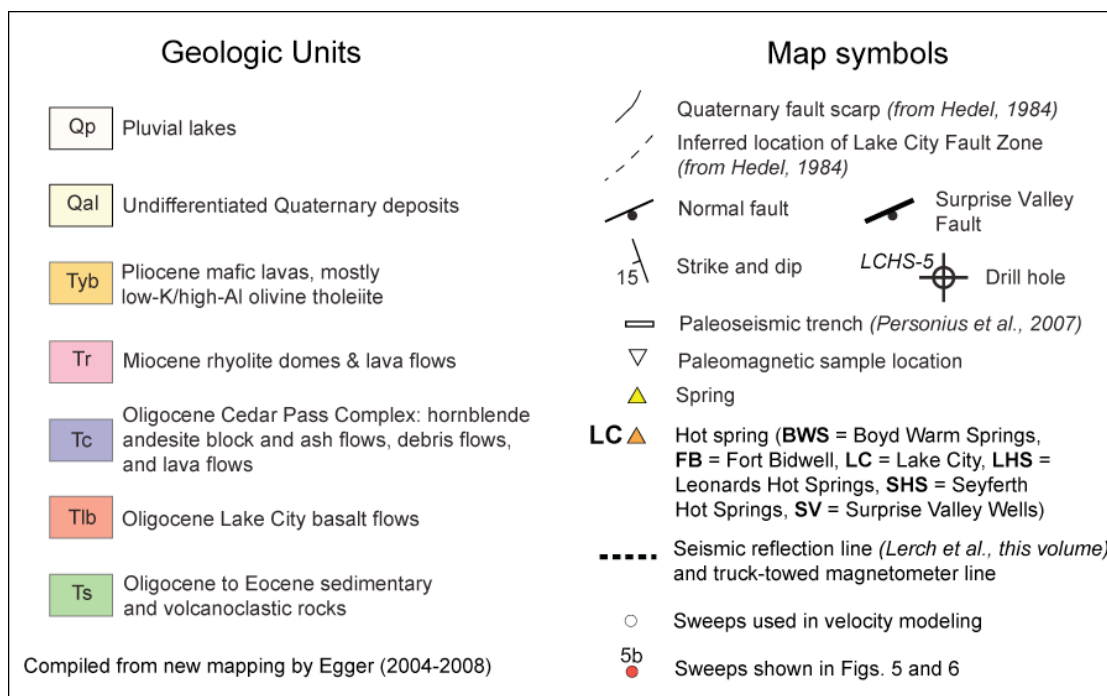 Geologic Units
Qp
Pluvial lakes
Qal
Undifferentiated Quaternary deposits
Tyb
Pliocene mafic lavas, mostly
low-K/high-Al olivine tholeiite
Tr
Miocene rhyolite domes & lava flows
Tc
Oligocene Cedar Pass Complex: hornblende
andesite block and ash flows, debris flows,
and lava flows
Tlb
Oligocene Lake City basalt flows
Ts
Oligocene to Eocene sedimentary
and volcanoclastic rocks
Compiled from new mapping by Egger (2004-2008)
Map symbols
Quaternary fault scarp (from Hedel, 1984)
Inferred location of Lake City Fault Zone
(from Hedel, 1984)
Normal fault
Surprise Valley
Fault
15
Strike and dip
LCHS-5
Drill hole
Paleoseismic trench (Personius et al., 2007)
Paleomagnetic sample location
Spring
LC
Hot spring (BWS = Boyd Warm Springs,
FB = Fort Bidwell, LC = Lake City, LHS =
Leonards Hot Springs, SHS = Seyferth
Hot Springs, SV = Surprise Valley Wells)
Seismic reflection line (Lerch et al., this volume)
and truck-towed magnetometer line
Sweeps used in velocity modeling
5b
Sweeps shown in Figs. 5 and 6